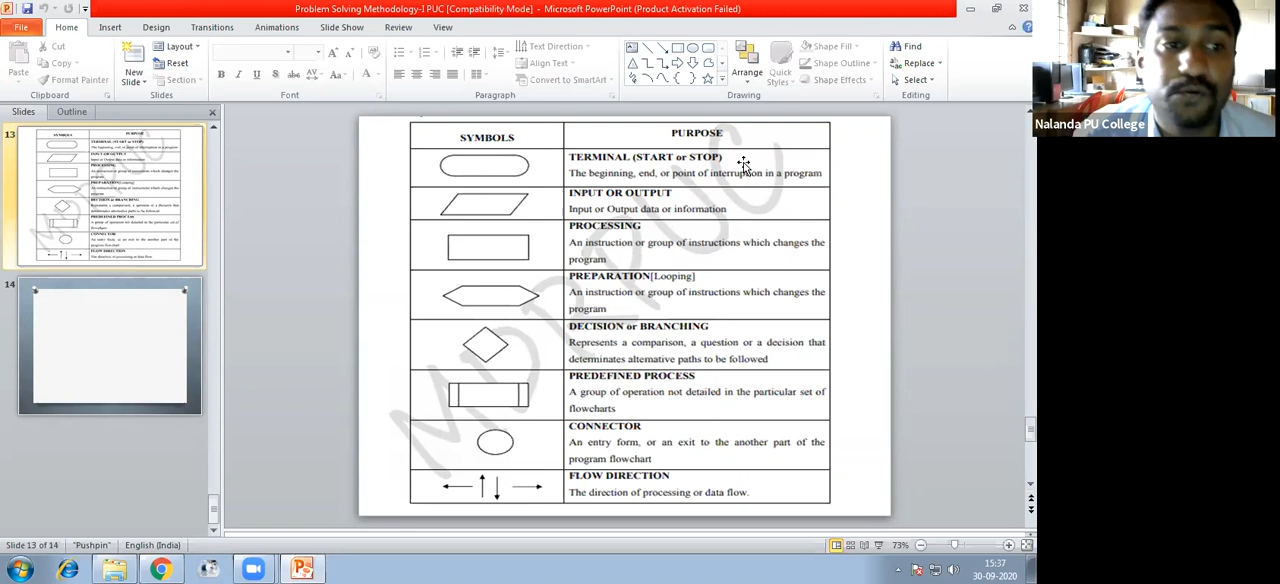 Problem Solving Methodology-I PUC [Compatibility Mode] - Microsoft PowerPoint (Product Activation Failed)
File Home Insert Design Transitions Animations Slide Show Review View
Cut
Copy
Format Painter
Paste
Clipboard
New
Slide
Layout
Reset
Section
Slides
Font
Text Direction
Align Text
Convert to SmartArt
Paragraph
Arrange
Quick
Styles
Shape Fill
Shape Outline
Shape Effects
Drawing
Find
Replace
Select
Editing
Nalanda PU College
Slides Outline
13
14
SYMBOLS PURPOSE
TERMINAL (START or STOP)
The beginning, end, or point of interruption in a program
INPUT OR OUTPUT
Input or Output data or information
PROCESSING
An instruction or group of instructions which changes the
program
PREPARATION[Looping]
An instruction or group of instructions which changes the
program
DECISION or BRANCHING
Represents a comparison, a question or a decision that
determinates alternative paths to be followed
PREDEFINED PROCESS
A group of operation not detailed in the particular set of
flowcharts
CONNECTOR
An entry form, or an exit to the another part of the
program flowchart
FLOW DIRECTION
The direction of processing or data flow.
MDRPUC
Slide 13 of 14 "Pushpin" English (India) 73%
15:37
30-09-2020